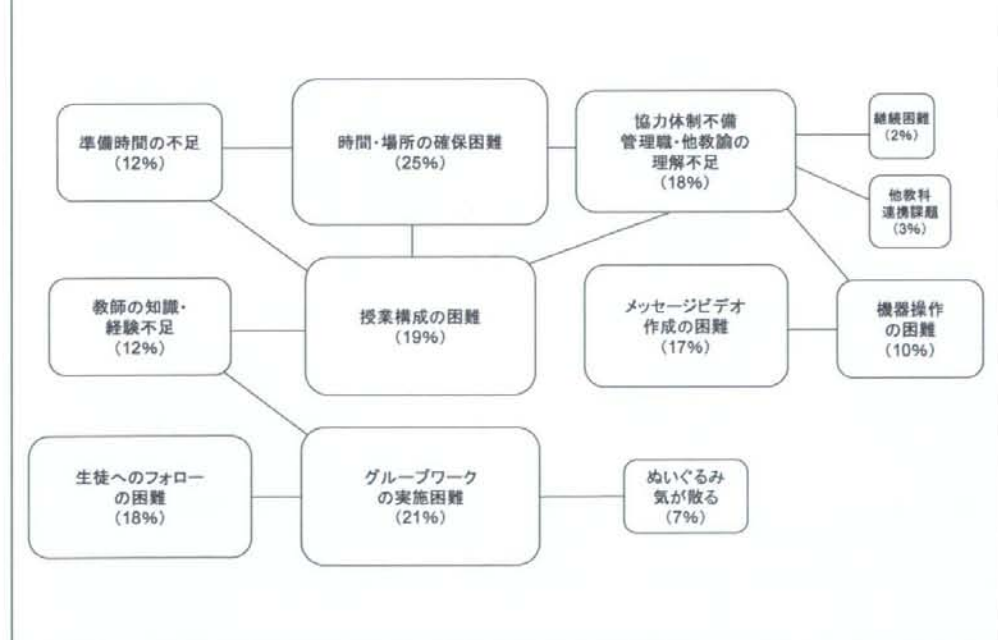 準備時間の不足
(12%)
時間・場所の確保困難
(25%)
協力体制不備
管理職・他教諭の
理解不足
(18%)
継続困難
(2%)
他教科
連携課題
(3%)
教師の知識・
経験不足
(12%)
授業構成の困難
(19%)
メッセージビデオ
作成の困難
(17%)
機器操作
の困難
(10%)
生徒へのフォロー
の困難
(18%)
グループワーク
の実施困難
(21%)
ぬいぐるみ
気が散る
(7%)